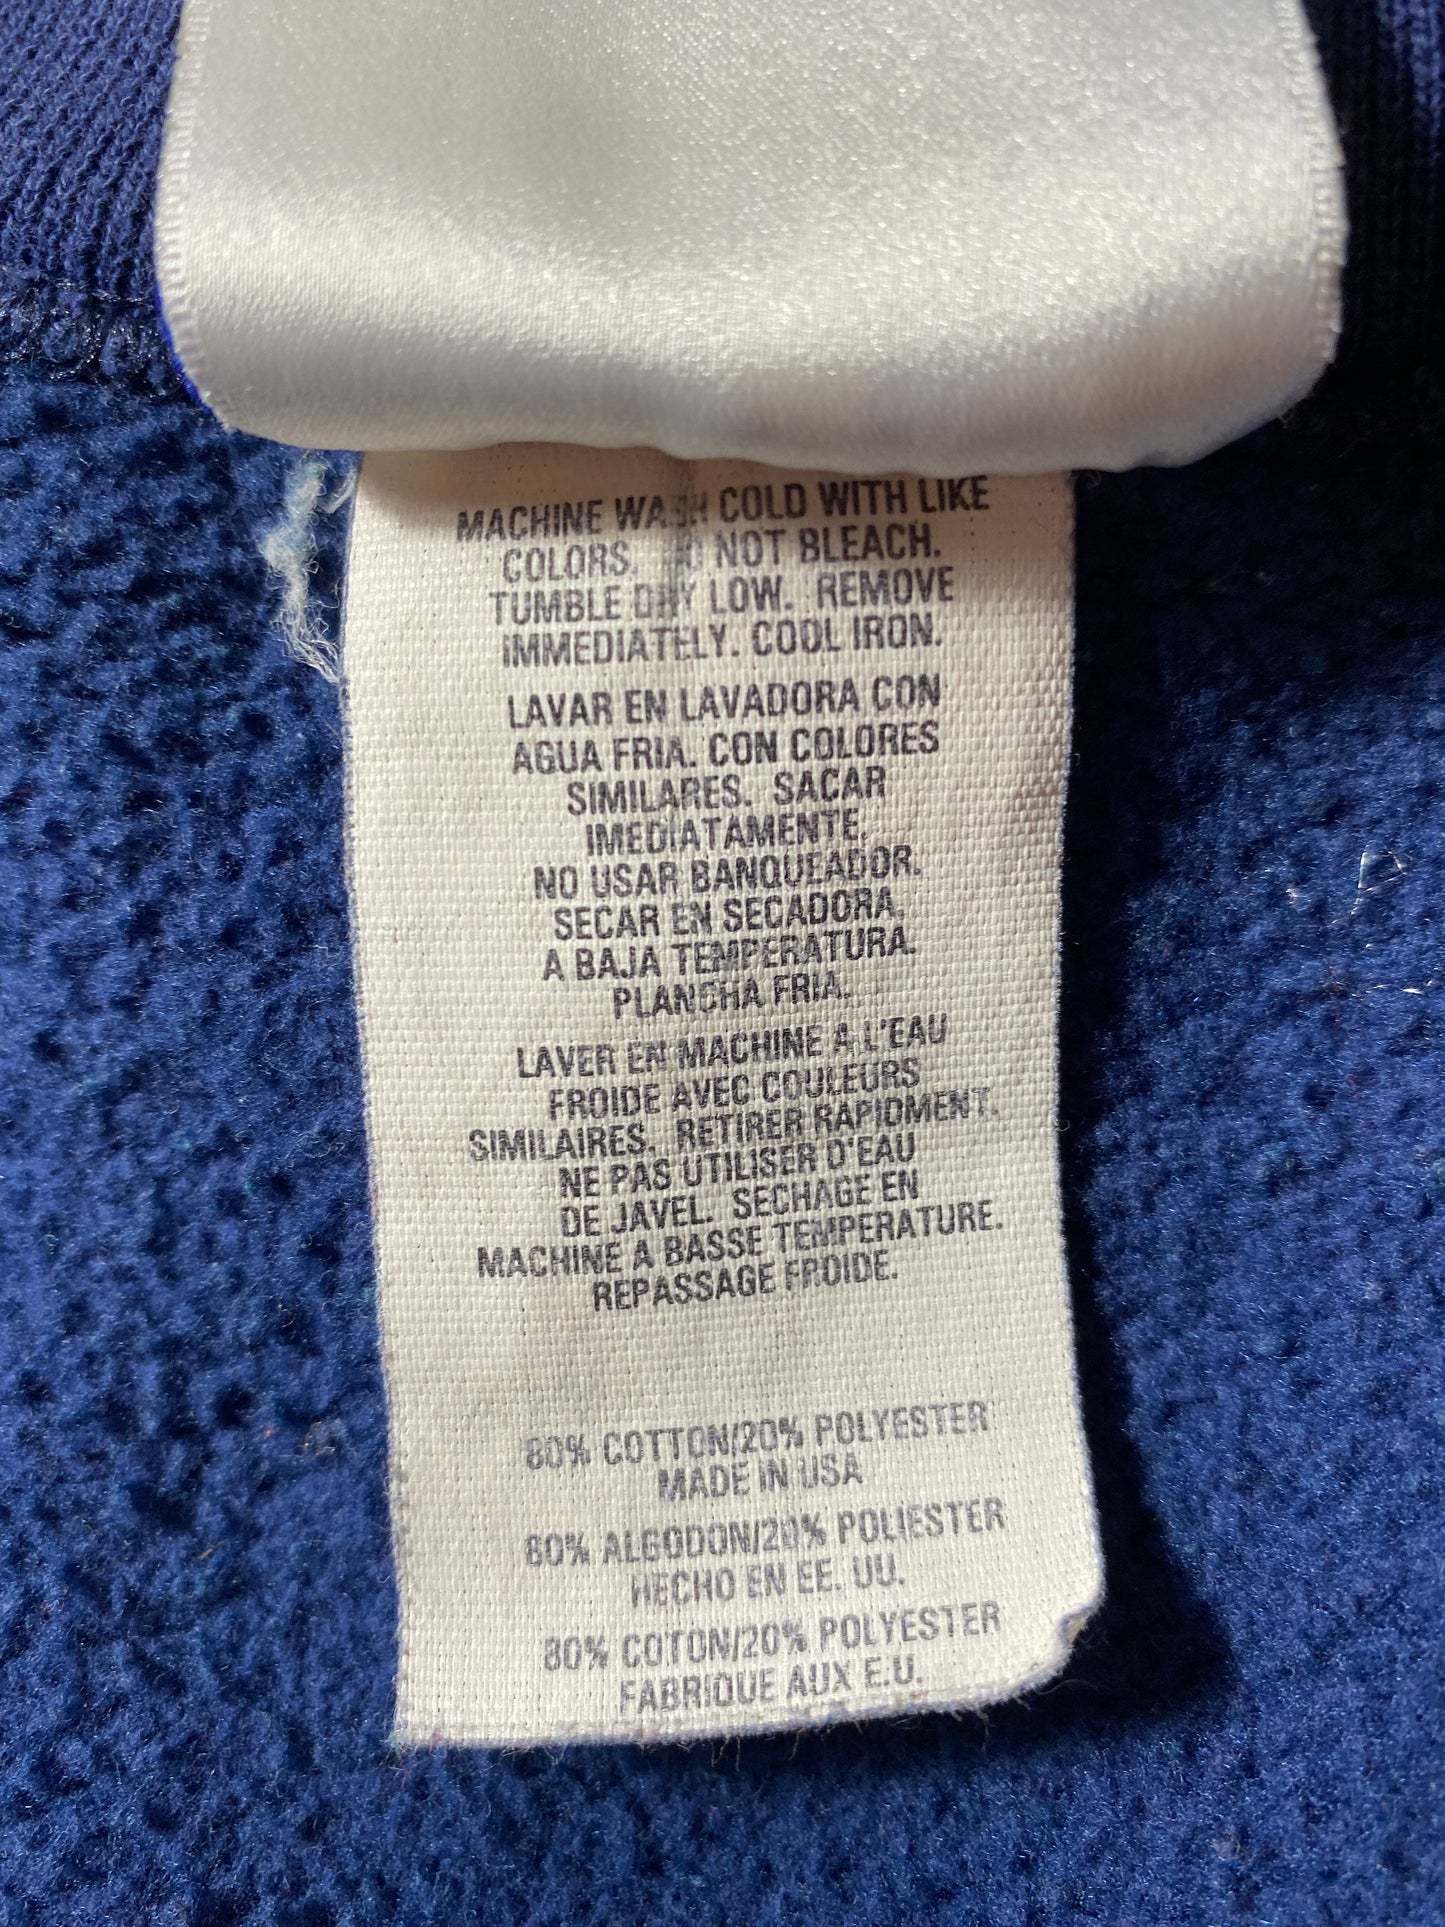 MACHINE WASH COLD WITH LIKE
COLORS. DO NOT BLEACH.
TUMBLE DRY LOW. REMOVE
IMMEDIATELY. COOL IRON.
LAVAR EN LAVADORA CON
AGUA FRIA. CON COLORES
SIMILARES. SACAR
IMEDIATAMENTE.
NO USAR BANQUEADOR.
SECAR EN SECADORA
A BAJA TEMPERATURA.
PLANCHA FRIA.
LAVER EN MACHINE A L'EAU
FROIDE AVEC COULEURS
SIMILAIRES. RETIRER RAPIDMENT.
NE PAS UTILISER D'EAU
DE JAVEL. SECHAGE EN
MACHINE A BASSE TEMPERATURE.
REPASSAGE FROIDE.
80% COTTON/20% POLYESTER
MADE IN USA
80% ALGODON/20% POLIESTER
HECHO EN EE. UU.
80% COTON/20% POLYESTER
FABRIQUE AUX E.U.